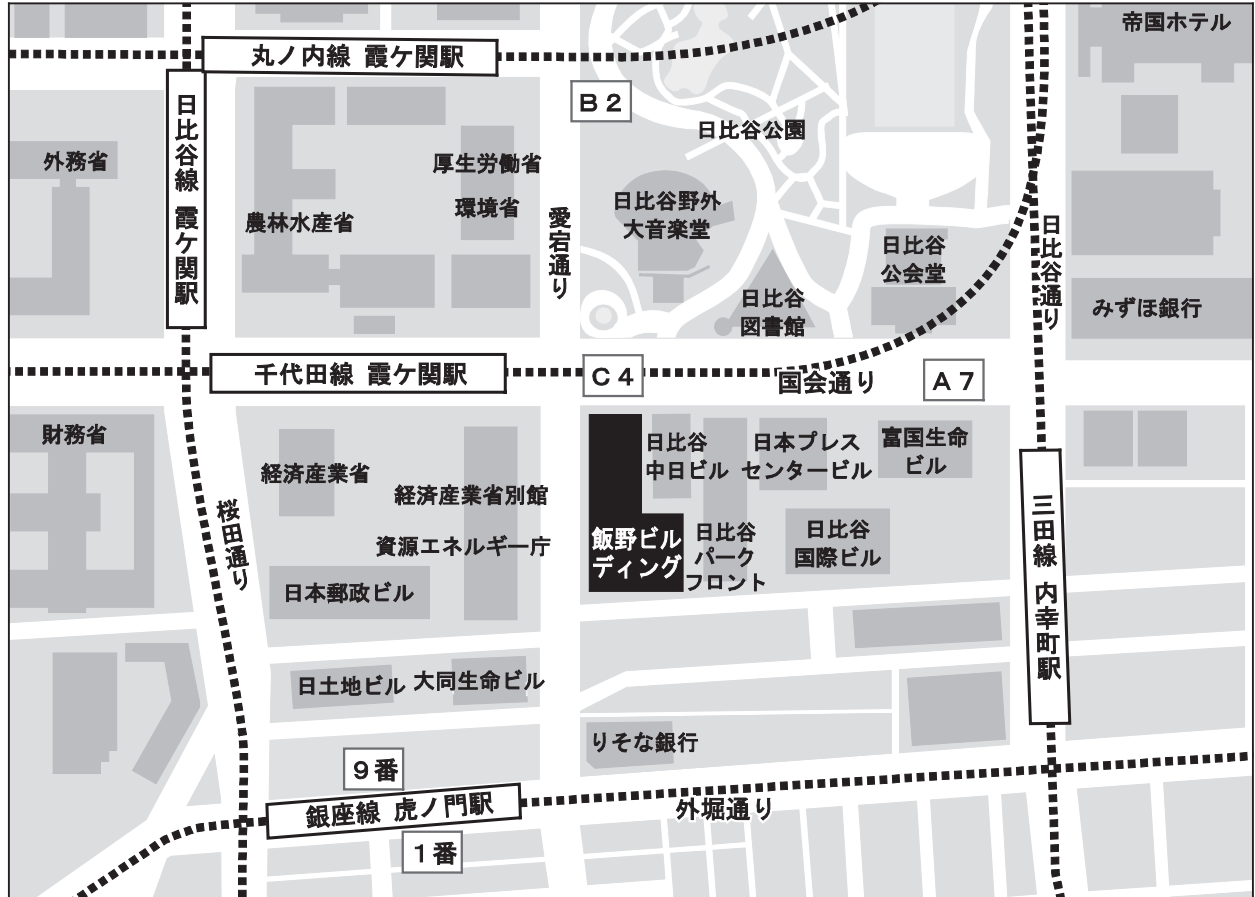 帝国ホテル
丸ノ内線 霞ケ関駅
B2
日比谷線 霞ケ関駅
日比谷公園
外務省
厚生労働省
環境省
農林水産省
愛宕通り
日比谷野外
大音楽堂
日比谷
公会堂
日比谷通り
日比谷
図書館
みずほ銀行
千代田線 霞ケ関駅
C4
国会通り
A7
財務省
経済産業省
経済産業省別館
資源エネルギー庁
日比谷
中日ビル
日本プレス
センタービル
富国生命
ビル
桜田通り
飯野ビル
ディング
日比谷
パーク
フロント
日比谷
国際ビル
三田線 内幸町駅
日本郵政ビル
日土地ビル
大同生命ビル
りそな銀行
9番
銀座線 虎ノ門駅
外堀通り
1番